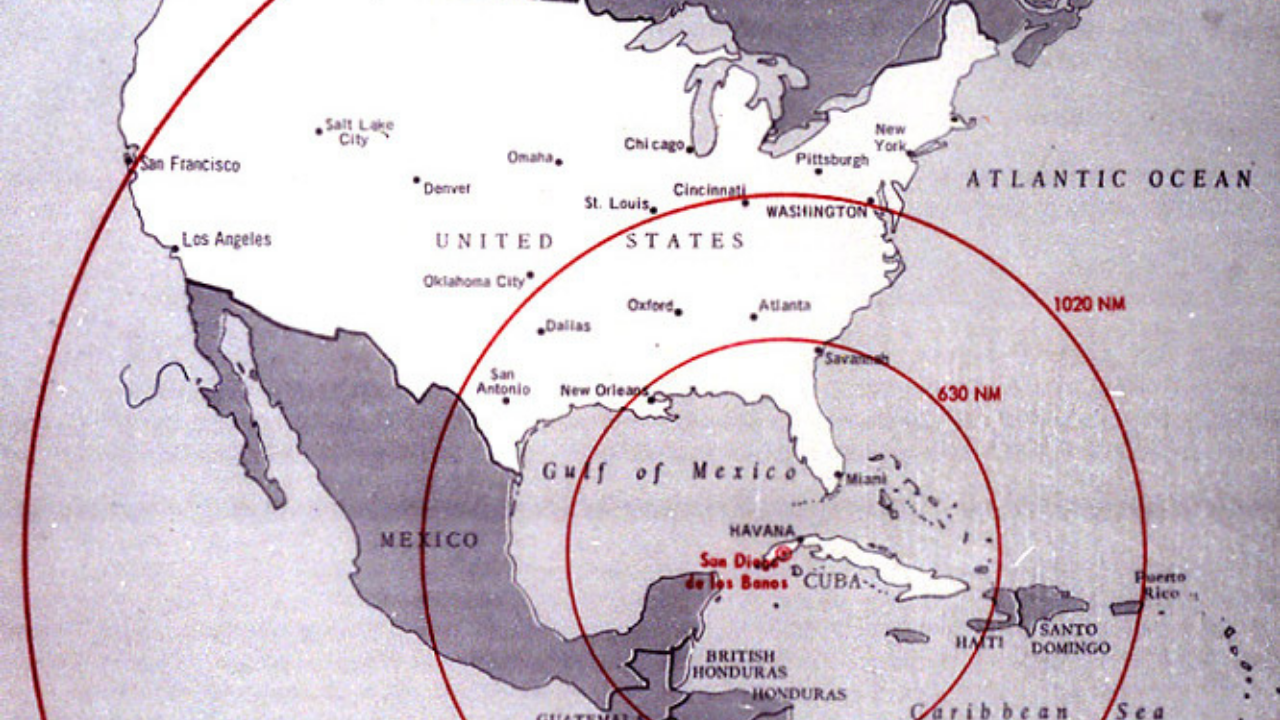 Salt Lake
City
San Francisco
Omaha
Chicago
New
York
Pittsburgh
ATLANTIC OCEAN
Denver
Cincinnati
St. Louis
WASHINGTON
Los Angeles
UNITED STATES
Oklahoma City
Oxford
Atlanta
1020 NM
Dallas
Savannah
San
Antonio
New Orleans
630 NM
Gulf of Mexico
Miami
HAVANA
MEXICO
San Diego
de los Banos
CUBA
Puerto
Rico
HAITI
SANTO
DOMINGO
BRITISH
HONDURAS
HONDURAS
GUATEMALA
Caribbean Sea